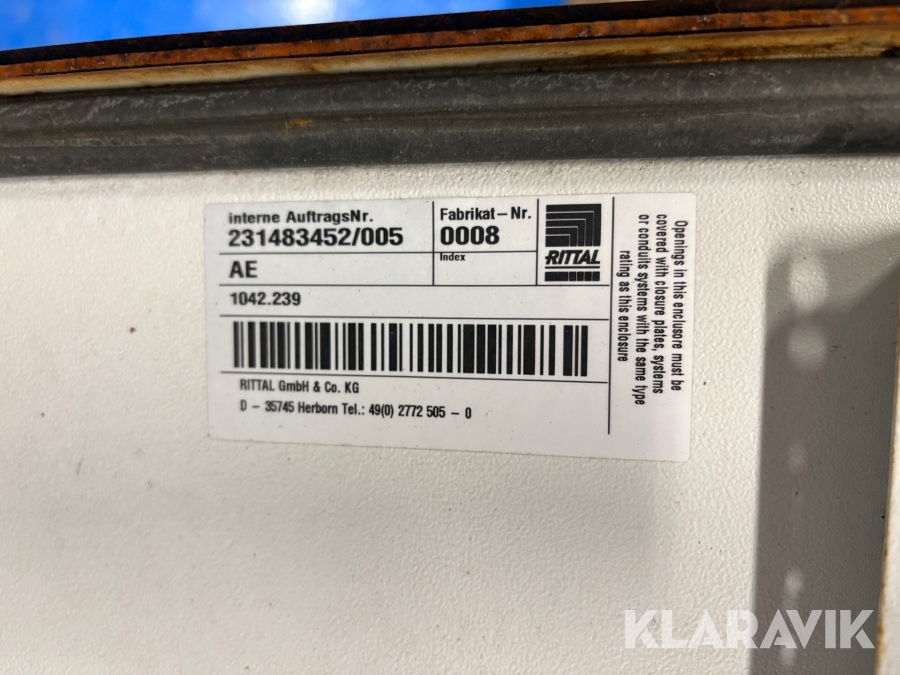 interne AuftragsNr.
231483452/005
Fabrikat-Nr.
0008
Index
RITTAL
AE
1042.239
RITTAL GmbH & Co. KG
D - 35745 Herborn Tel.: 49(0) 2772 505 - 0
Openings in this enclusore must be
covered with closure plates, systems
or conduits systems with the same type
rating as this enclosure
KLARAVIK